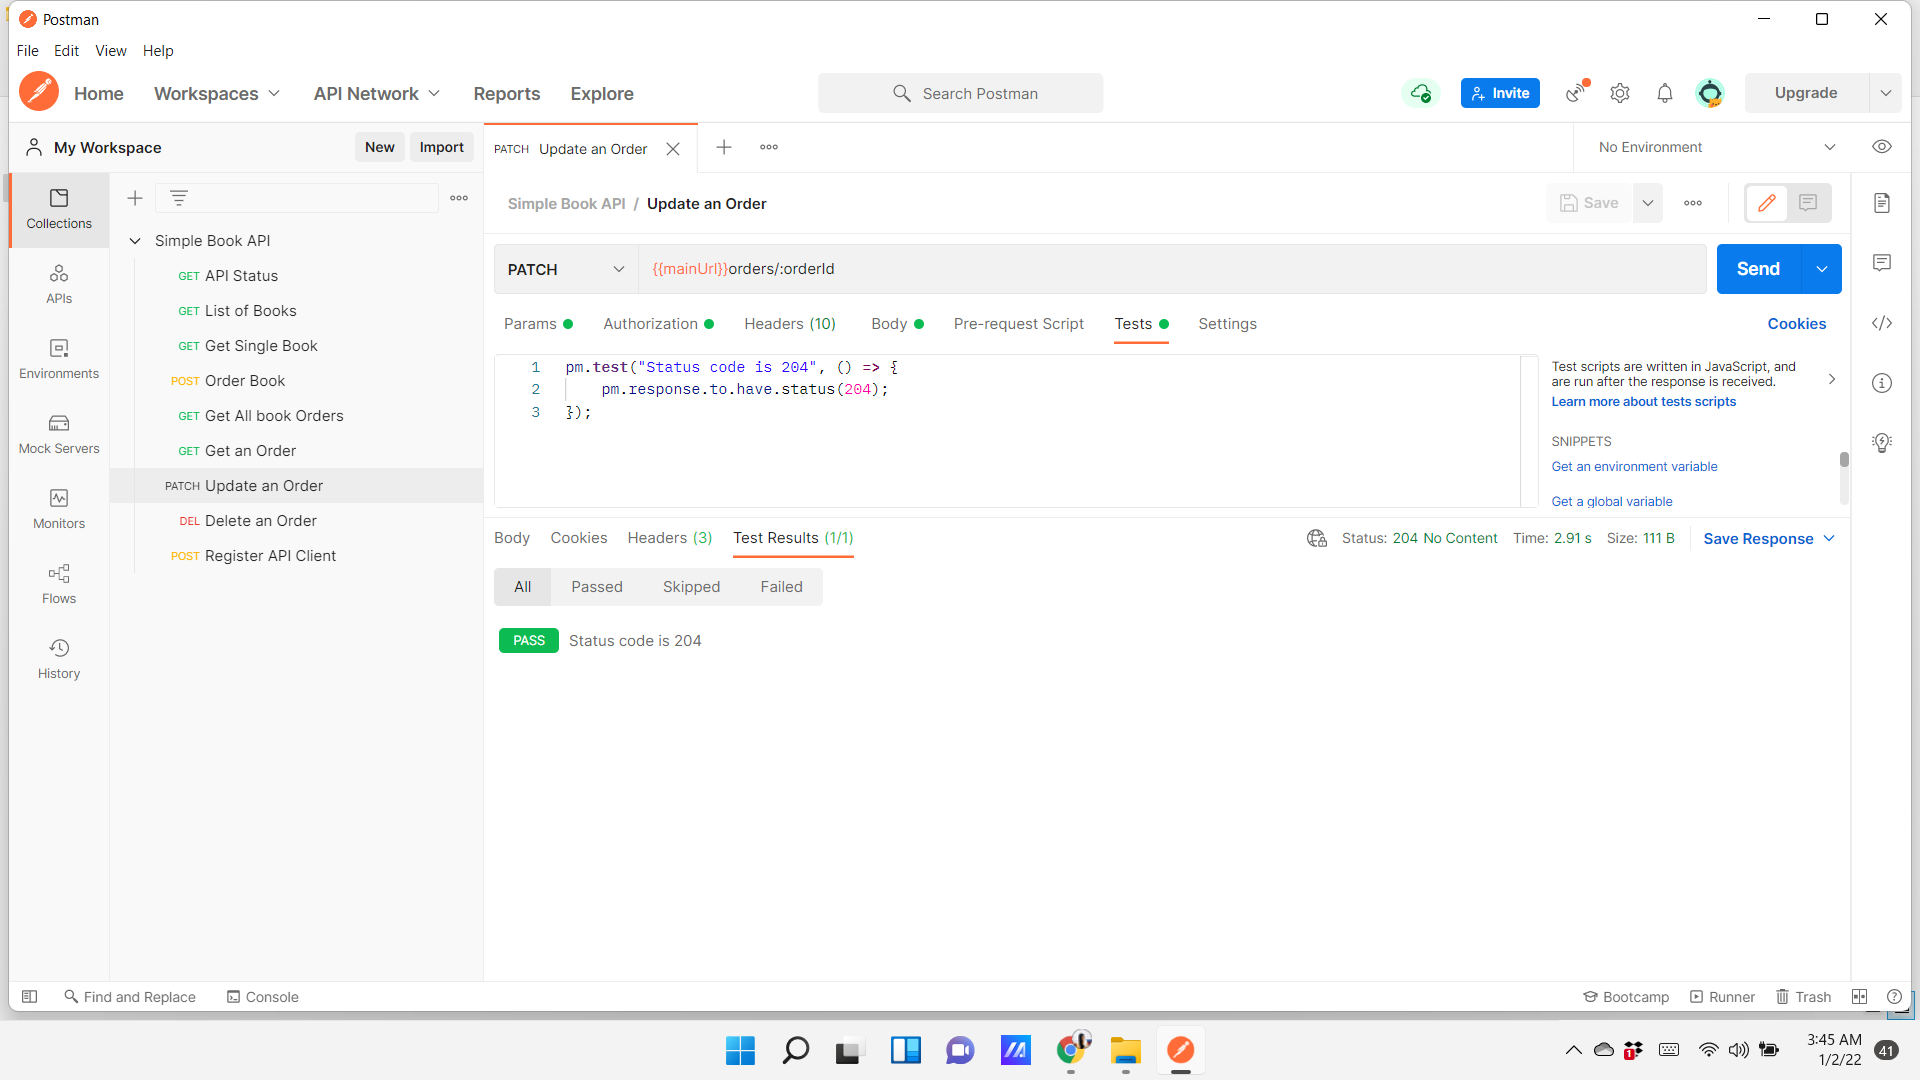 Postman
File Edit View Help
Home Workspaces API Network Reports Explore Search Postman Invite Upgrade
My Workspace New Import PATCH Update an Order No Environment
Collections
APIs
Environments
Mock Servers
Monitors
Flows
History
Simple Book API
GET API Status
GET List of Books
GET Get Single Book
POST Order Book
GET Get All book Orders
GET Get an Order
PATCH Update an Order
DEL Delete an Order
POST Register API Client
Simple Book API / Update an Order Save
PATCH {{mainUrl}}orders/:orderId Send
Params Authorization Headers (10) Body Pre-request Script Tests Settings Cookies
1 pm.test("Status code is 204", () => {
2 pm.response.to.have.status(204);
3 });
Test scripts are written in JavaScript, and
are run after the response is received.
Learn more about tests scripts
SNIPPETS
Get an environment variable
Get a global variable
Body Cookies Headers (3) Test Results (1/1) Status: 204 No Content Time: 2.91 s Size: 111 B Save Response
All Passed Skipped Failed
PASS Status code is 204
Find and Replace Console Bootcamp Runner Trash
1
3:45 AM
1/2/22
41